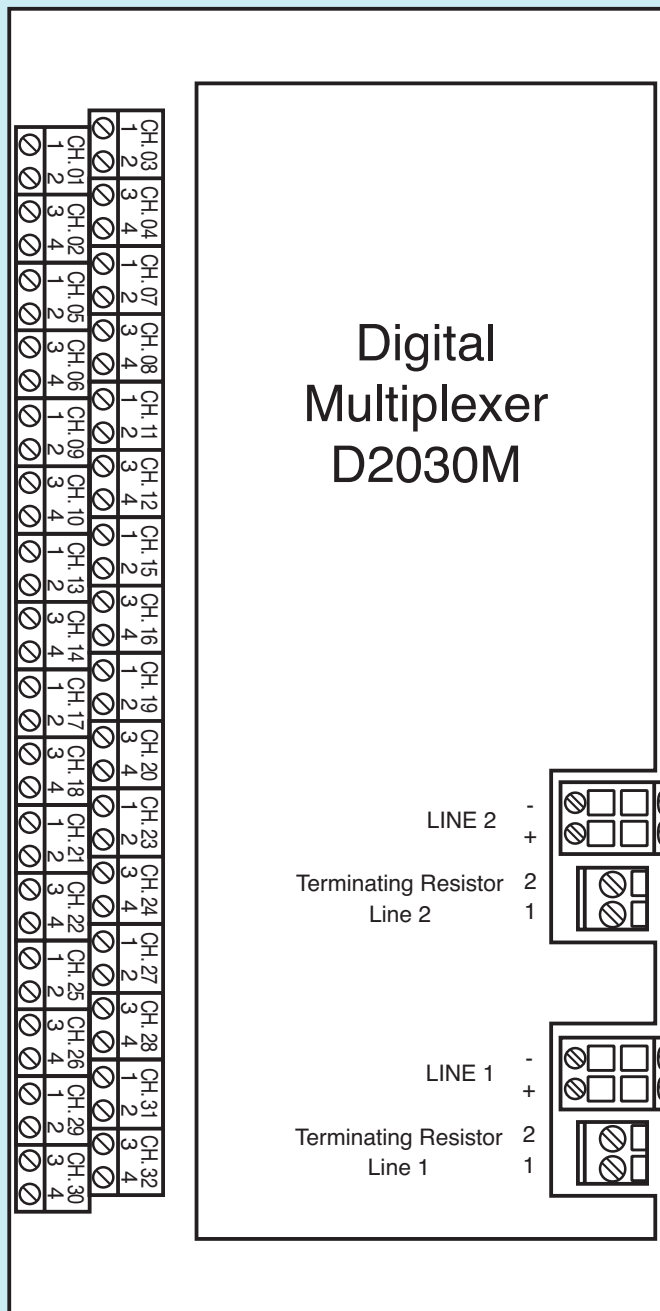 CH. 01
1 2
CH. 02
3 4
CH. 05
1 2
CH. 06
3 4
CH. 09
1 2
CH. 10
3 4
CH. 13
1 2
CH. 14
3 4
CH. 17
1 2
CH. 18
3 4
CH. 21
1 2
CH. 22
3 4
CH. 25
1 2
CH. 26
3 4
CH. 29
1 2
CH. 30
3 4
CH. 03
1 2
CH. 04
3 4
CH. 07
1 2
CH. 08
3 4
CH. 11
1 2
CH. 12
3 4
CH. 15
1 2
CH. 16
3 4
CH. 19
1 2
CH. 20
3 4
CH. 23
1 2
CH. 24
3 4
CH. 27
1 2
CH. 28
3 4
CH. 31
1 2
CH. 32
3 4
Digital
Multiplexer
D2030M
LINE 2 -
+
Terminating Resistor 2
Line 2 1
LINE 1 -
+
Terminating Resistor 2
Line 1 1